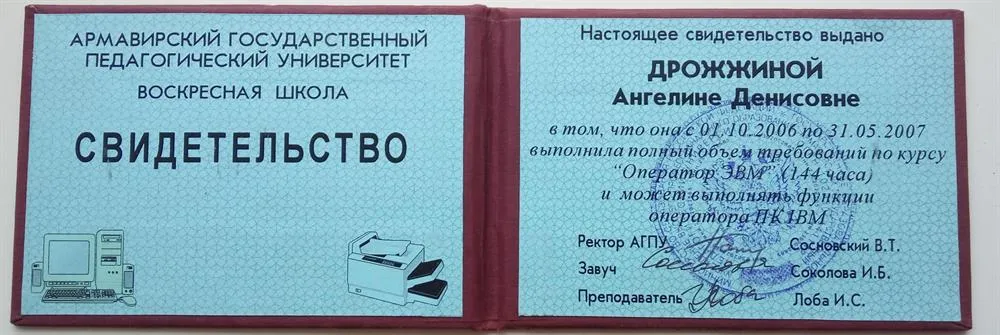 АРМАВИРСКИЙ ГОСУДАРСТВЕННЫЙ
ПЕДАГОГИЧЕСКИЙ УНИВЕРСИТЕТ
ВОСКРЕСНАЯ ШКОЛА
СВИДЕТЕЛЬСТВО
Настоящее свидетельство выдано
ДРОЖЖИНОЙ
Ангелине Денисовне
в том, что она с 01.10.2006 по 31.05.2007
выполнила полный объем требований по курсу
“Оператор ЭВМ” (144 часа)
и может выполнять функции
оператора ПК IBM
Ректор АГПУ Сосновский В.Т.
Завуч Соколова И.Б.
Преподаватель Лоба И.С.